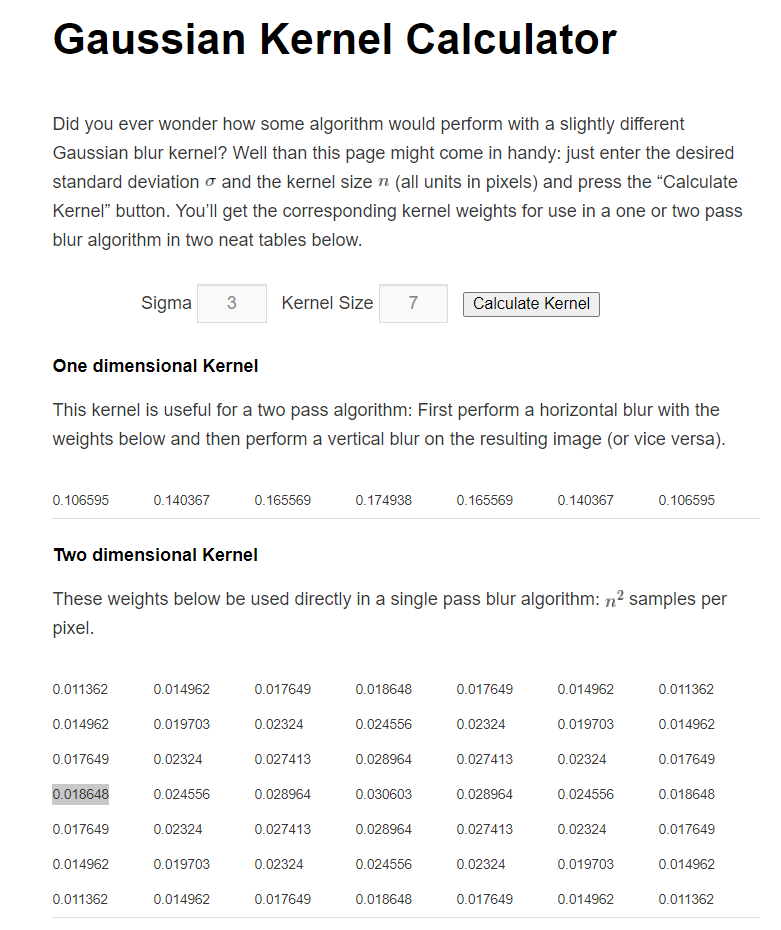 Gaussian Kernel Calculator
Did you ever wonder how some algorithm would perform with a slightly different
Gaussian blur kernel? Well than this page might come in handy: just enter the desired
standard deviation σ and the kernel size n (all units in pixels) and press the “Calculate
Kernel” button. You’ll get the corresponding kernel weights for use in a one or two pass
blur algorithm in two neat tables below.
Sigma 3 Kernel Size 7 Calculate Kernel
One dimensional Kernel
This kernel is useful for a two pass algorithm: First perform a horizontal blur with the
weights below and then perform a vertical blur on the resulting image (or vice versa).
0.106595 0.140367 0.165569 0.174938 0.165569 0.140367 0.106595
Two dimensional Kernel
These weights below be used directly in a single pass blur algorithm: n² samples per
pixel.
0.011362 0.014962 0.017649 0.018648 0.017649 0.014962 0.011362
0.014962 0.019703 0.02324 0.024556 0.02324 0.019703 0.014962
0.017649 0.02324 0.027413 0.028964 0.027413 0.02324 0.017649
0.018648 0.024556 0.028964 0.030603 0.028964 0.024556 0.018648
0.017649 0.02324 0.027413 0.028964 0.027413 0.02324 0.017649
0.014962 0.019703 0.02324 0.024556 0.02324 0.019703 0.014962
0.011362 0.014962 0.017649 0.018648 0.017649 0.014962 0.011362